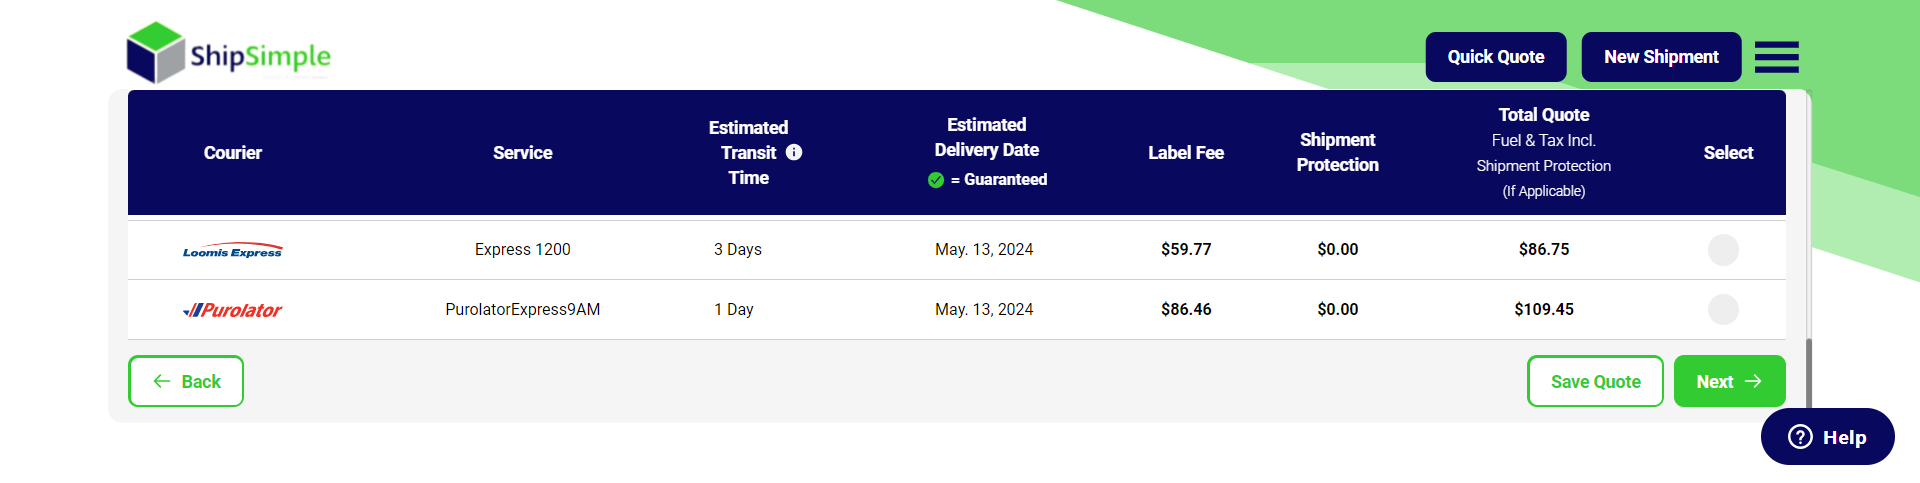 ShipSimple
Quick Quote
New Shipment
Courier
Service
Estimated
Transit
Time
Estimated
Delivery Date
= Guaranteed
Label Fee
Shipment
Protection
Total Quote
Fuel & Tax Incl.
Shipment Protection
(If Applicable)
Select
Loomis Express Express 1200 3 Days May. 13, 2024 $59.77 $0.00 $86.75
Purolator PurolatorExpress9AM 1 Day May. 13, 2024 $86.46 $0.00 $109.45
Back
Save Quote
Next
Help